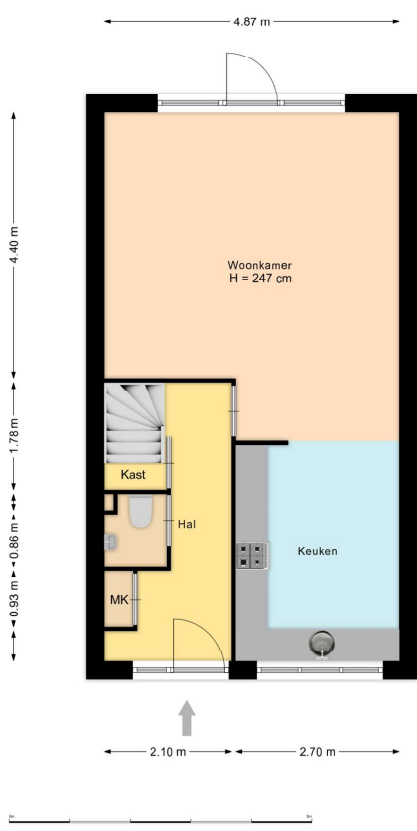 4.87 m
4.40 m
Woonkamer
H = 247 cm
1.78m
Kast
0.86 m
Hal
Keuken
0.93 m
MK
2.10 m
2.70 m